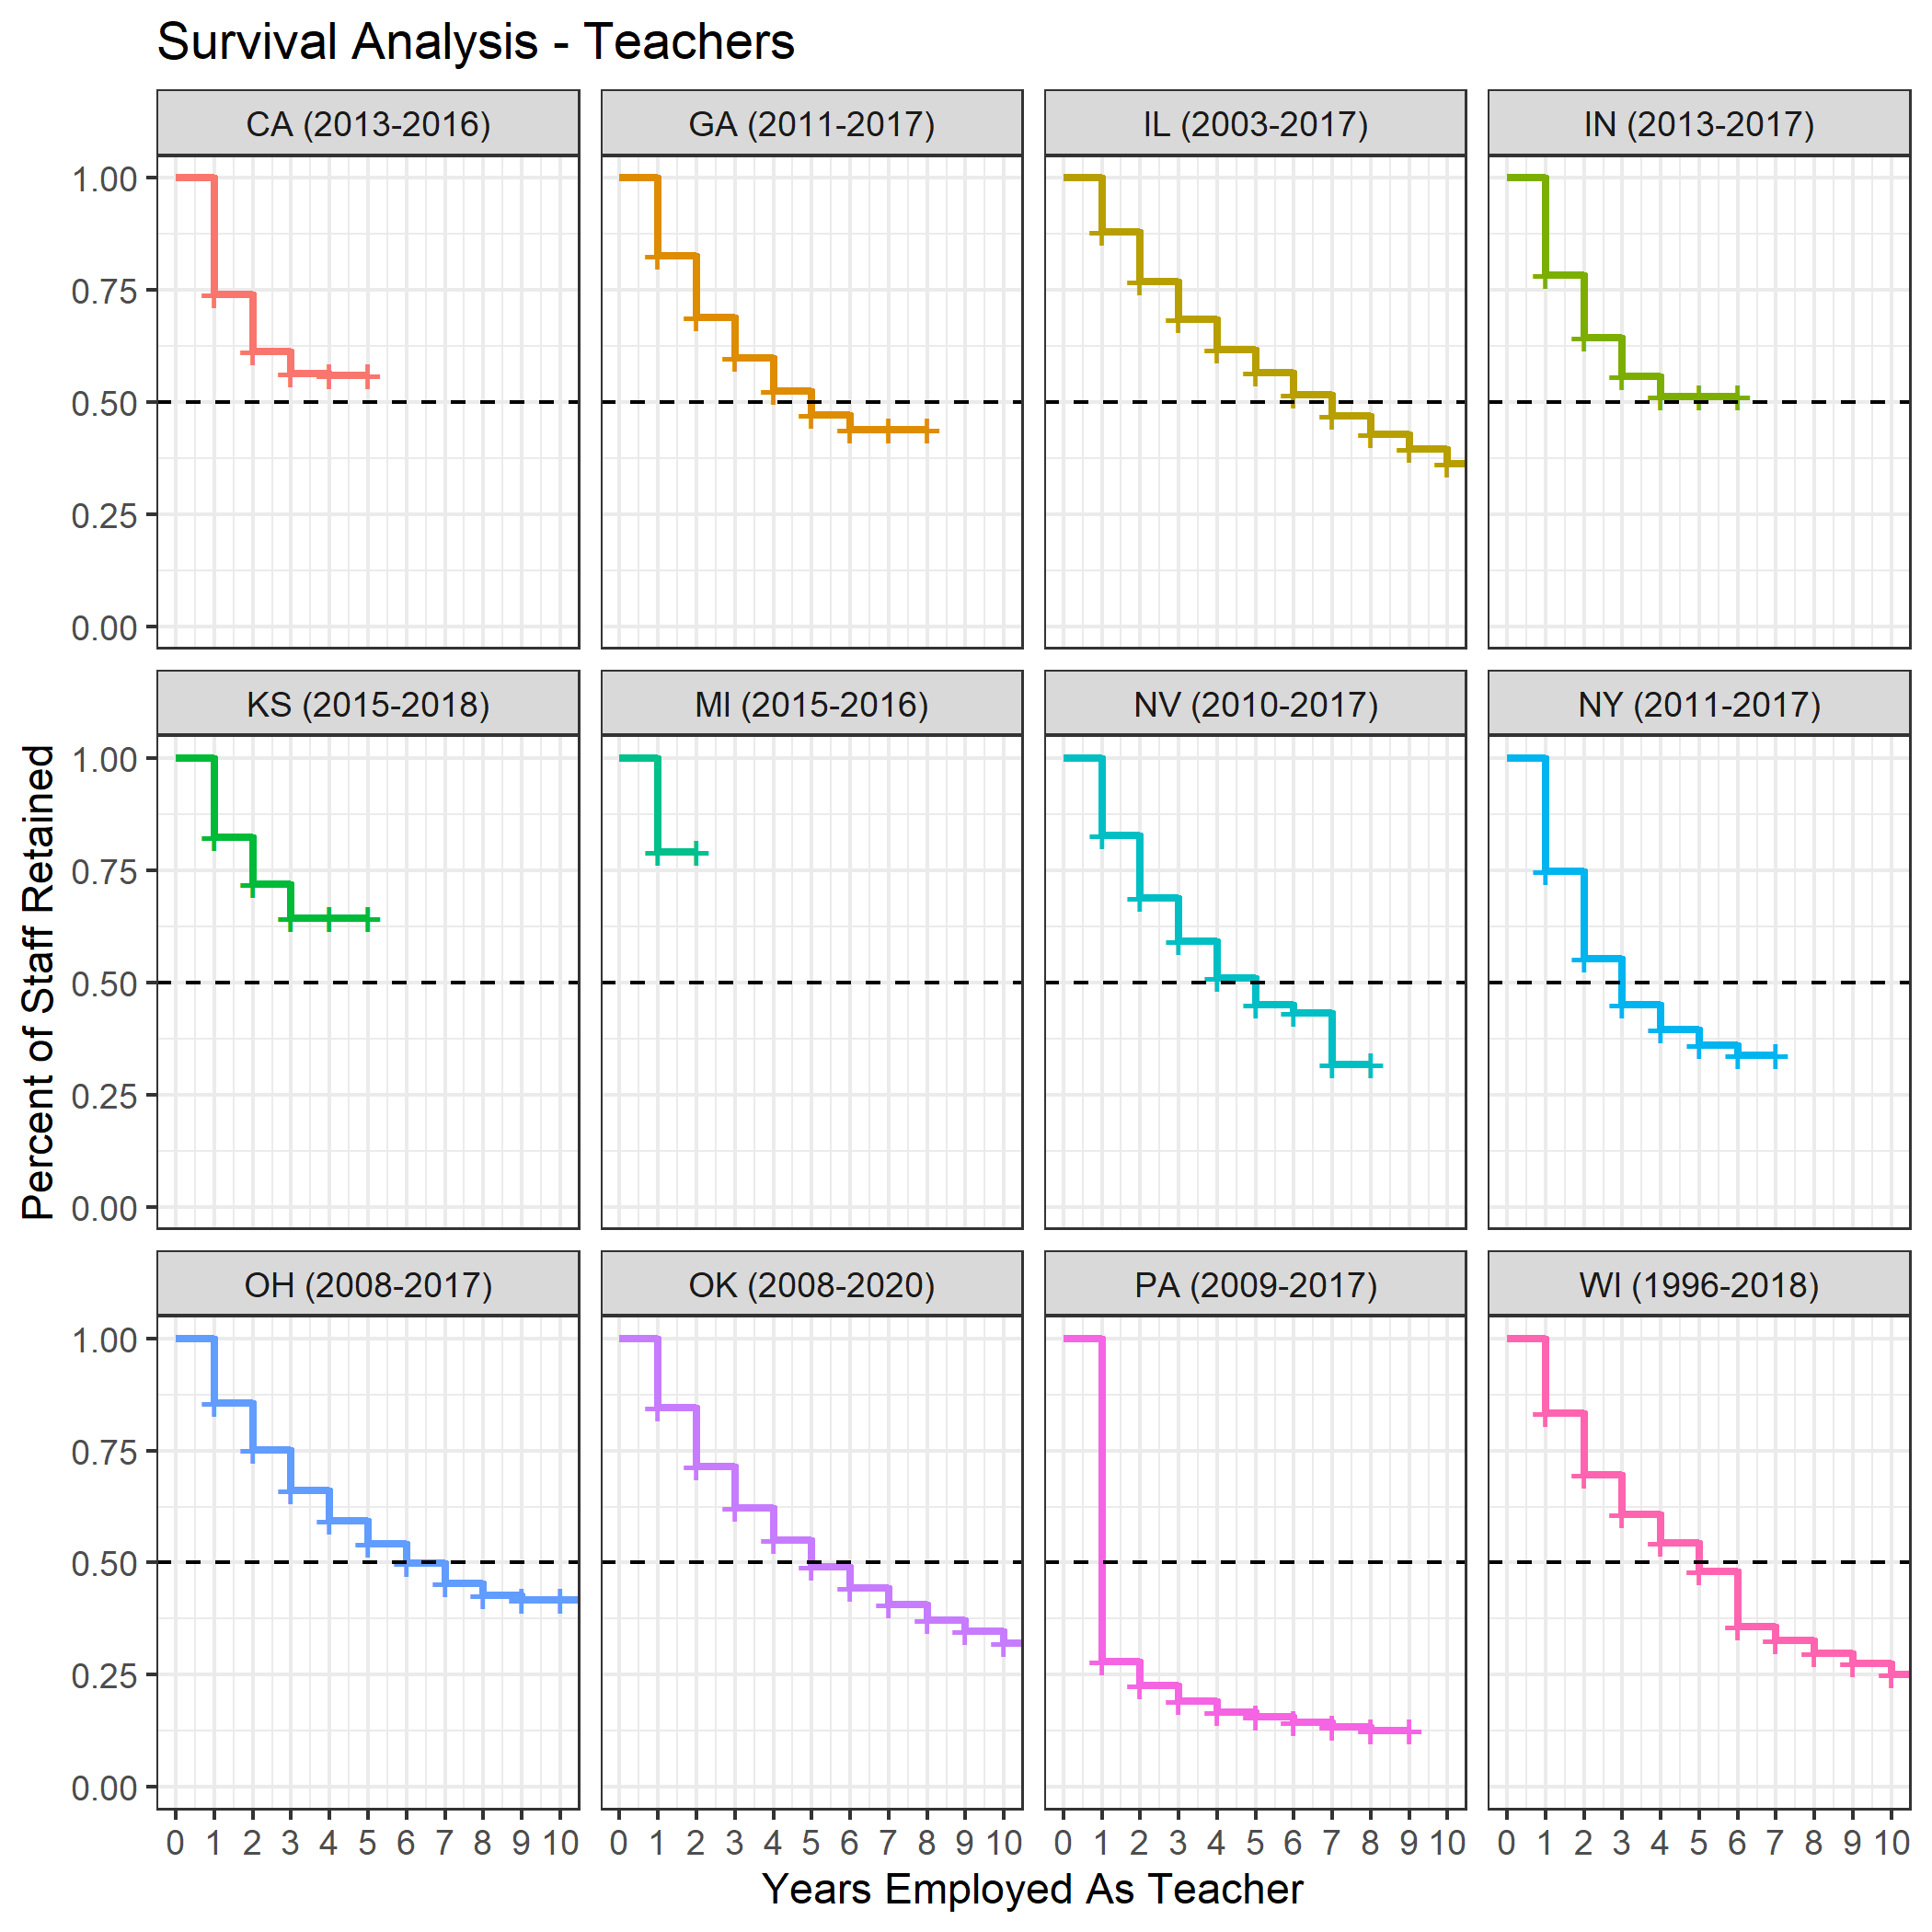 Survival Analysis - Teachers
CA (2013-2016) GA (2011-2017) IL (2003-2017) IN (2013-2017)
1.00
0.75
0.50
0.25
0.00
KS (2015-2018) MI (2015-2016) NV (2010-2017) NY (2011-2017)
1.00
0.75
0.50
0.25
0.00
Percent of Staff Retained
OH (2008-2017) OK (2008-2020) PA (2009-2017) WI (1996-2018)
1.00
0.75
0.50
0.25
0.00
0 1 2 3 4 5 6 7 8 9 10 0 1 2 3 4 5 6 7 8 9 10 0 1 2 3 4 5 6 7 8 9 10 0 1 2 3 4 5 6 7 8 9 10
Years Employed As Teacher